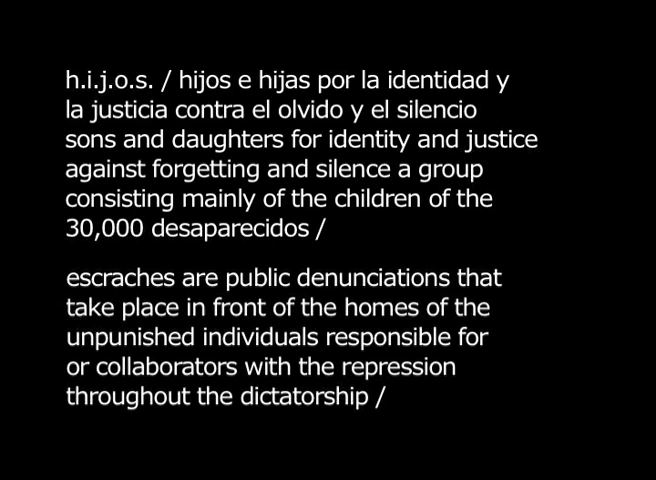 h.i.j.o.s. / hijos e hijas por la identidad y
la justicia contra el olvido y el silencio
sons and daughters for identity and justice
against forgetting and silence a group
consisting mainly of the children of the
30,000 desaparecidos /
escraches are public denunciations that
take place in front of the homes of the
unpunished individuals responsible for
or collaborators with the repression
throughout the dictatorship /